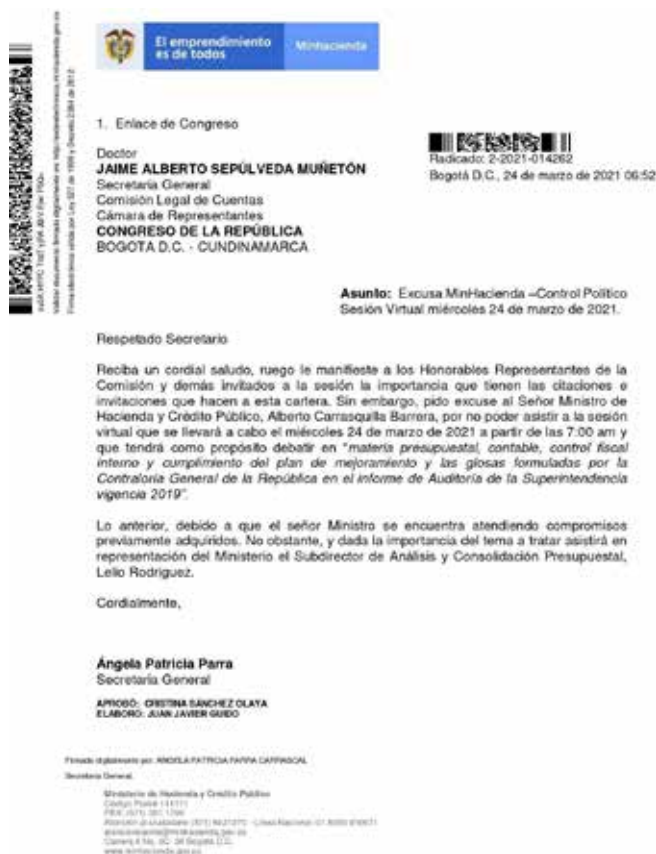 El emprendimiento
es de todos
Minhacienda
1. Enlace de Congreso
Doctor
JAIME ALBERTO SEPÚLVEDA MUÑETÓN
Secretaria General
Comisión Legal de Cuentas
Cámara de Representantes
CONGRESO DE LA REPÚBLICA
BOGOTA D.C. - CUNDINAMARCA
Radicado: 2-2021-014262
Bogotá D.C., 24 de marzo de 2021 06:52
Asunto: Excusa MinHacienda –Control Político
Sesión Virtual miércoles 24 de marzo de 2021.
Respetado Secretario
Reciba un cordial saludo, ruego le manifieste a los Honorables Representantes de la
Comisión y demás invitados a la sesión la importancia que tienen las citaciones e
invitaciones que hacen a esta cartera. Sin embargo, pido excuse al Señor Ministro de
Hacienda y Crédito Público, Alberto Carrasquilla Barrera, por no poder asistir a la sesión
virtual que se llevará a cabo el miércoles 24 de marzo de 2021 a partir de las 7:00 am y
que tendrá como propósito debatir en "materia presupuestal, contable, control fiscal
interno y cumplimiento del plan de mejoramiento y las glosas formuladas por la
Contraloría General de la República en el informe de Auditoría de la Superintendencia
vigencia 2019".
Lo anterior, debido a que el señor Ministro se encuentra atendiendo compromisos
previamente adquiridos. No obstante, y dada la importancia del tema a tratar asistirá en
representación del Ministerio el Subdirector de Análisis y Consolidación Presupuestal,
Lelio Rodriguez.
Cordialmente,
Ángela Patricia Parra
Secretaria General
APROBÓ: CRISTINA SANCHEZ OLAYA
ELABORÓ: JUAN JAVIER GUIDO
Firmado digitalmente por: ANGELA PATRICIA PARRA CARRASCAL
Secretaria General
Ministerio de Hacienda y Crédito Público
Código Postal 111711
www.minhacienda.gov.co